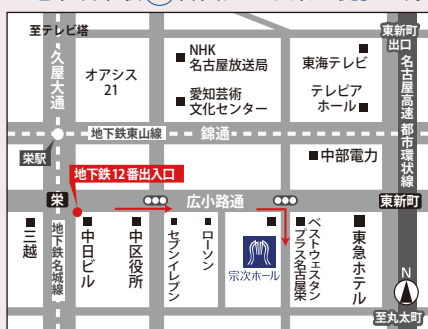 至テレビ塔
久屋大通
オアシス
21
NHK
名古屋放送局
愛知芸術
文化センター
東海テレビ
テレピア
ホール
東新町
出口
名古屋高速 都市環状線
地下鉄東山線
錦通
栄駅
中部電力
地下鉄12番出入口
栄
広小路通
東新町
三越
地下鉄名城線
中日ビル
中区役所
セブンイレブン
ローソン
宗次ホール
ベストウェスタン
プラス名古屋栄
東急ホテル
N
至丸太町